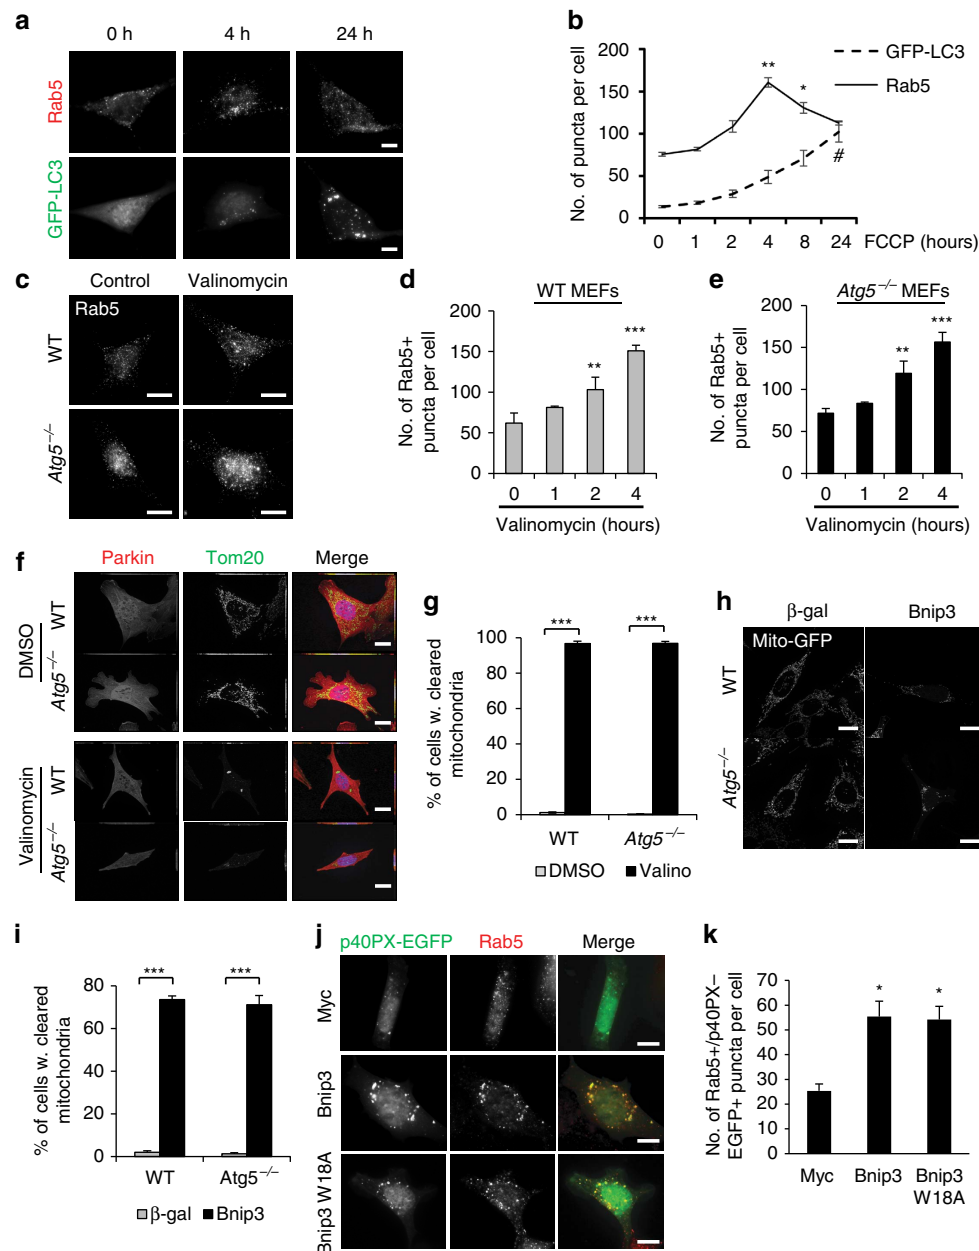 a
0 h 4 h 24 h
Rab5
GFP-LC3
b
No. of puncta per cell
200
150
100
50
0
** * #
GFP-LC3
Rab5
0 1 2 4 8 24 FCCP (hours)
c
Control Valinomycin
Rab5
WT
Atg5–/–
d
WT MEFs
No. of Rab5+
puncta per cell
200
150
100
50
0
** ***
0 1 2 4
Valinomycin (hours)
e
Atg5–/– MEFs
No. of Rab5+
puncta per cell
200
150
100
50
0
** ***
0 1 2 4
Valinomycin (hours)
f
Parkin Tom20 Merge
DMSO
WT
Atg5–/–
Valinomycin
WT
Atg5–/–
g
% of cells w. cleared
mitochondria
100
80
60
40
20
0
*** ***
WT Atg5–/–
DMSO Valino
h
β-gal Bnip3
Mito-GFP
WT
Atg5–/–
i
% of cells w. cleared
mitochondria
80
60
40
20
0
*** ***
WT Atg5–/–
β-gal Bnip3
j
p40PX-EGFP Rab5 Merge
Myc
Bnip3
Bnip3 W18A
k
No. of Rab5+/p40PX–
EGFP+ puncta per cell
70
60
50
40
30
20
10
0
* *
Myc Bnip3 Bnip3
W18A